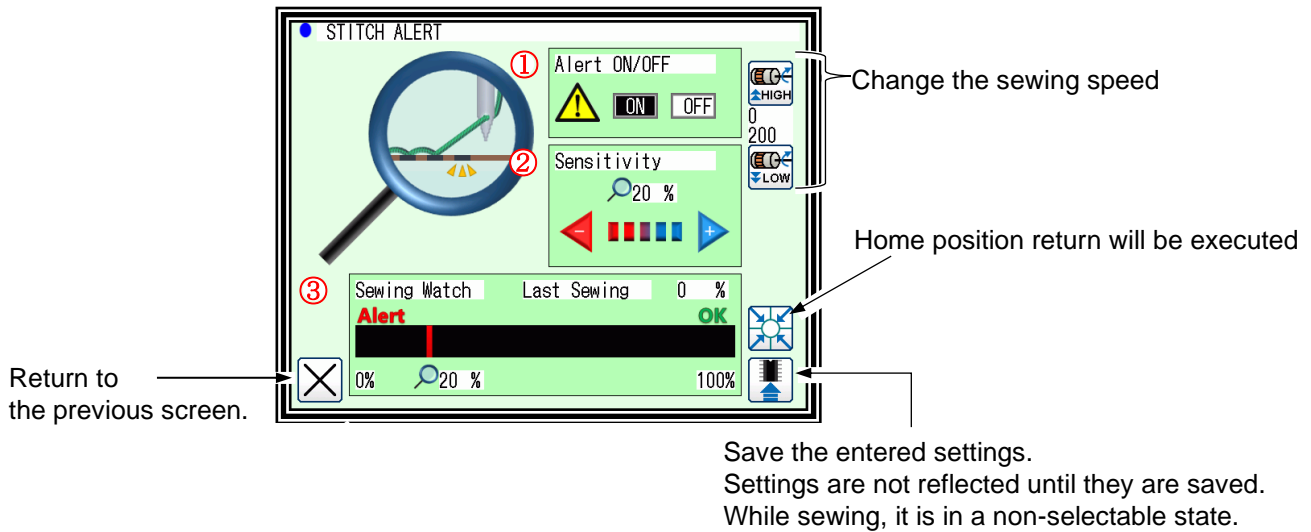 STITCH ALERT
① Alert ON/OFF
ON OFF
HIGH
0
200
LOW
Change the sewing speed
② Sensitivity
20 %
− +
Home position return will be executed
③ Sewing Watch Last Sewing 0 %
Alert OK
0% 20 % 100%
Return to
the previous screen.
Save the entered settings.
Settings are not reflected until they are saved.
While sewing, it is in a non-selectable state.